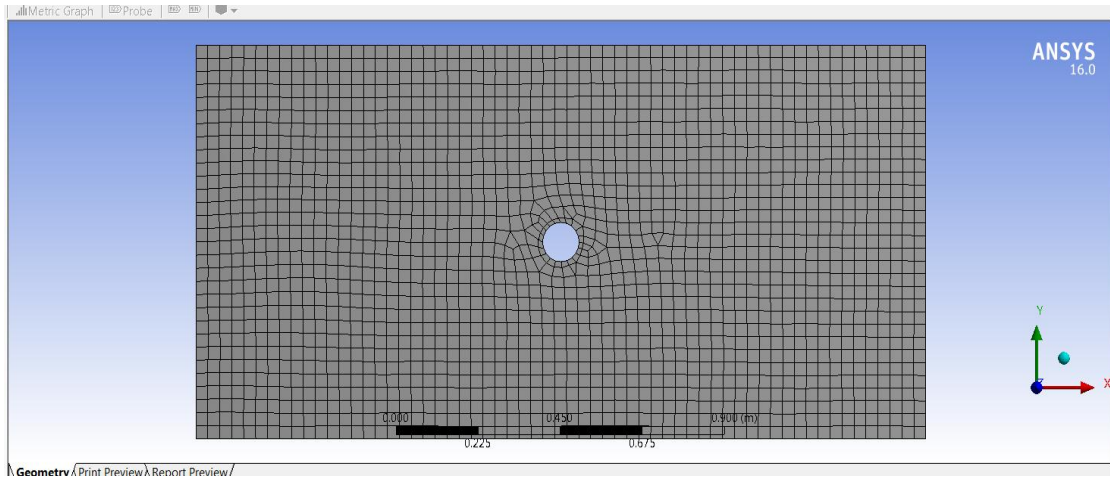 Metric Graph Probe
ANSYS
16.0
Y
X
Z
0.000 0.450 0.900 (m)
0.225 0.675
Geometry Print Preview Report Preview